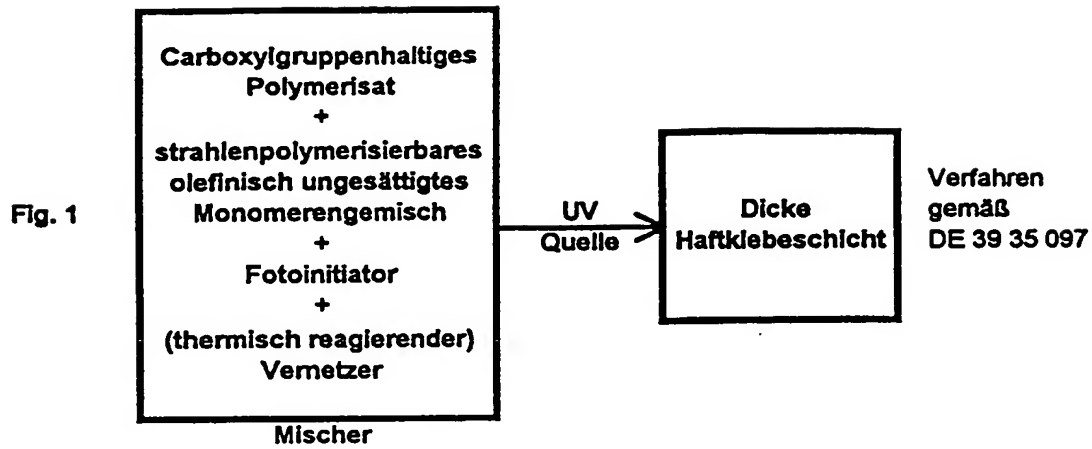 Fig. 1
Carboxylgruppenhaltiges
Polymerisat
+
strahlenpolymerisierbares
olefinisch ungesättigtes
Monomerengemisch
+
Fotoinitiator
+
(thermisch reagierender)
Vernetzer
Mischer
UV
Quelle
Dicke
Haftklebeschicht
Verfahren
gemäß
DE 39 35 097